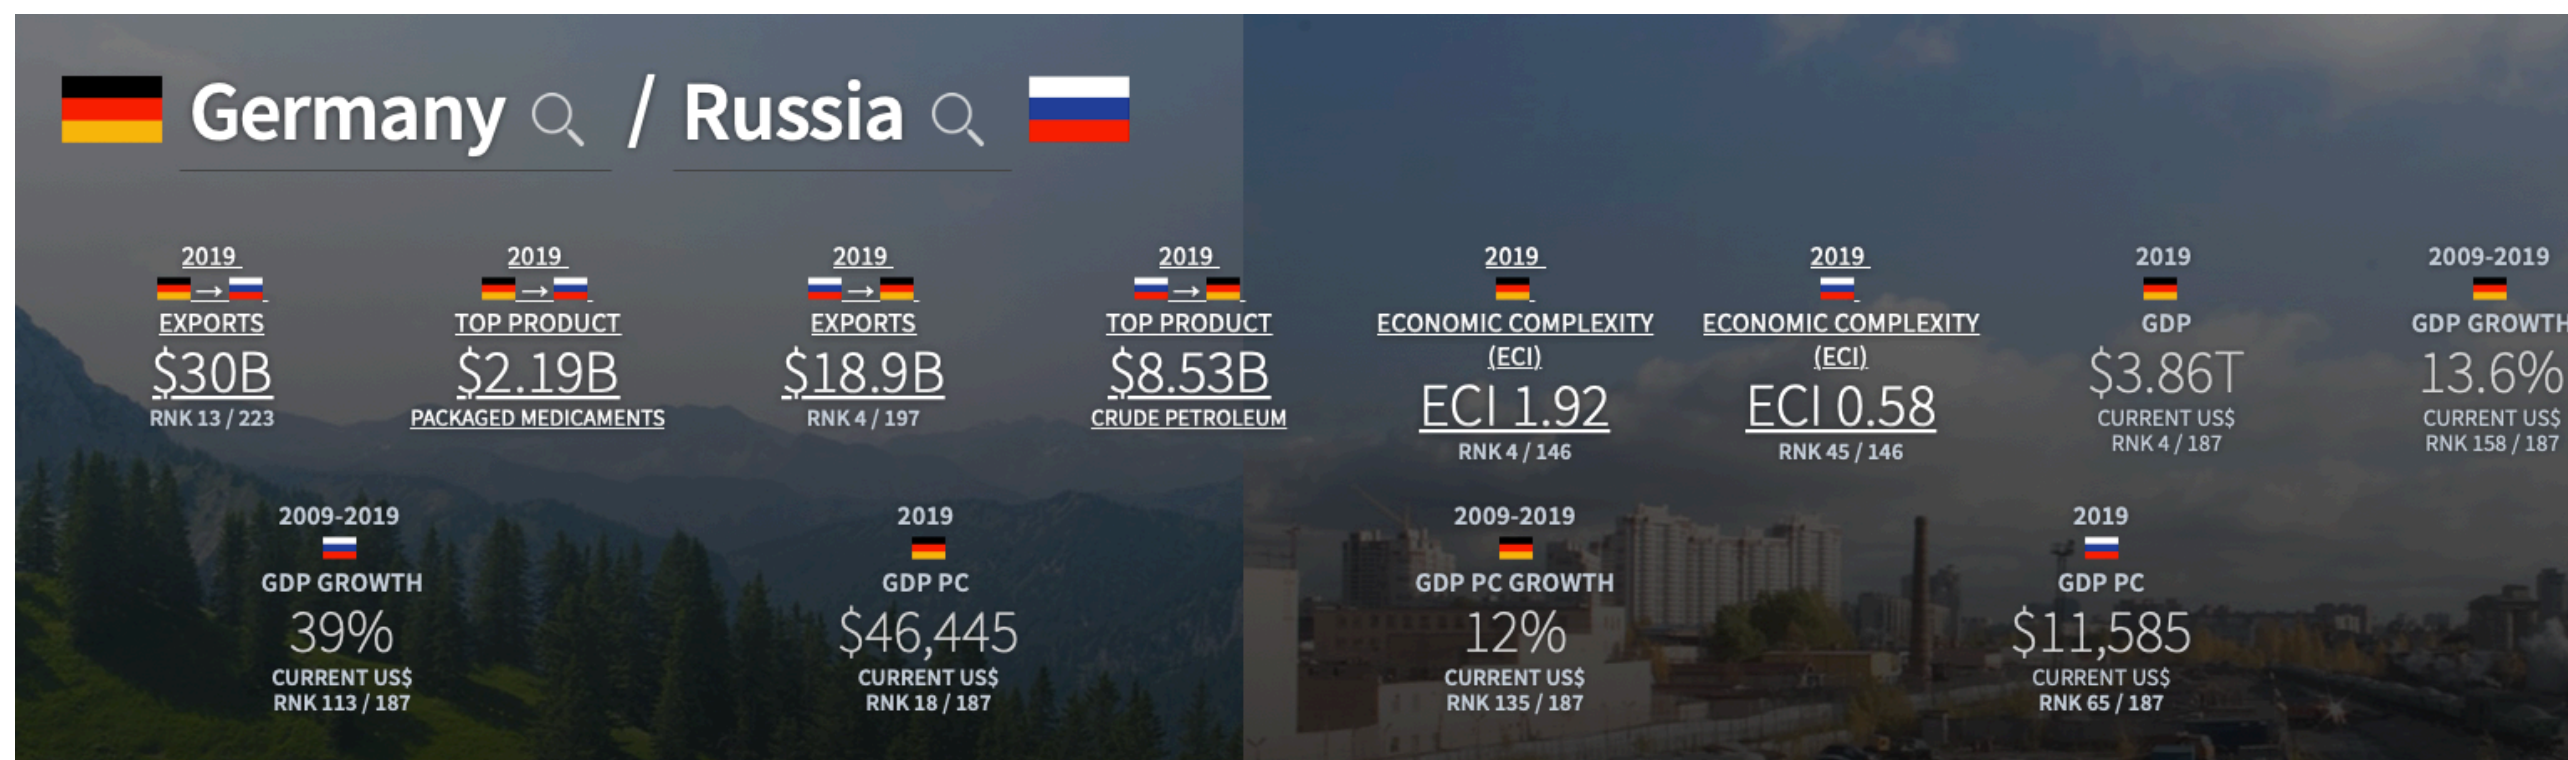 Germany / Russia
2019 2019 2019 2019 2019 2019 2019 2009-2019
→ → → →
EXPORTS TOP PRODUCT EXPORTS TOP PRODUCT ECONOMIC COMPLEXITY ECONOMIC COMPLEXITY GDP GDP GROWTH
(ECI) (ECI)
$30B $2.19B $18.9B $8.53B ECI 1.92 ECI 0.58 $3.86T 13.6%
RNK 13 / 223 PACKAGED MEDICAMENTS RNK 4 / 197 CRUDE PETROLEUM CURRENT US$ CURRENT US$
RNK 4 / 146 RNK 45 / 146 RNK 4 / 187 RNK 158 / 187
2009-2019 2019 2009-2019 2019
GDP GROWTH GDP PC GDP PC GROWTH GDP PC
39% $46,445 12% $11,585
CURRENT US$ CURRENT US$ CURRENT US$ CURRENT US$
RNK 113 / 187 RNK 18 / 187 RNK 135 / 187 RNK 65 / 187